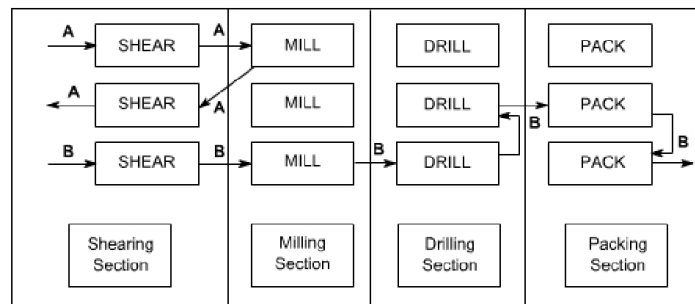 A SHEAR A MILL DRILL PACK
A SHEAR A MILL DRILL B PACK
B SHEAR B MILL B DRILL PACK B
Shearing Milling Drilling Packing
Section Section Section Section